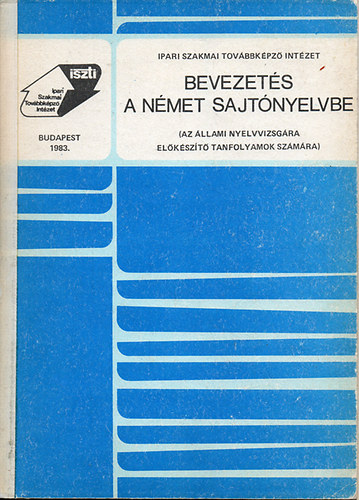 iszti
Ipari
Szakmai
Továbbképző
Intézet
BUDAPEST
1983.
IPARI SZAKMAI TOVÁBBKÉPZŐ INTÉZET
BEVEZETÉS
A NÉMET SAJTÓNYELVBE
(AZ ÁLLAMI NYELVVIZSGÁRA
ELŐKÉSZÍTŐ TANFOLYAMOK SZÁMÁRA)